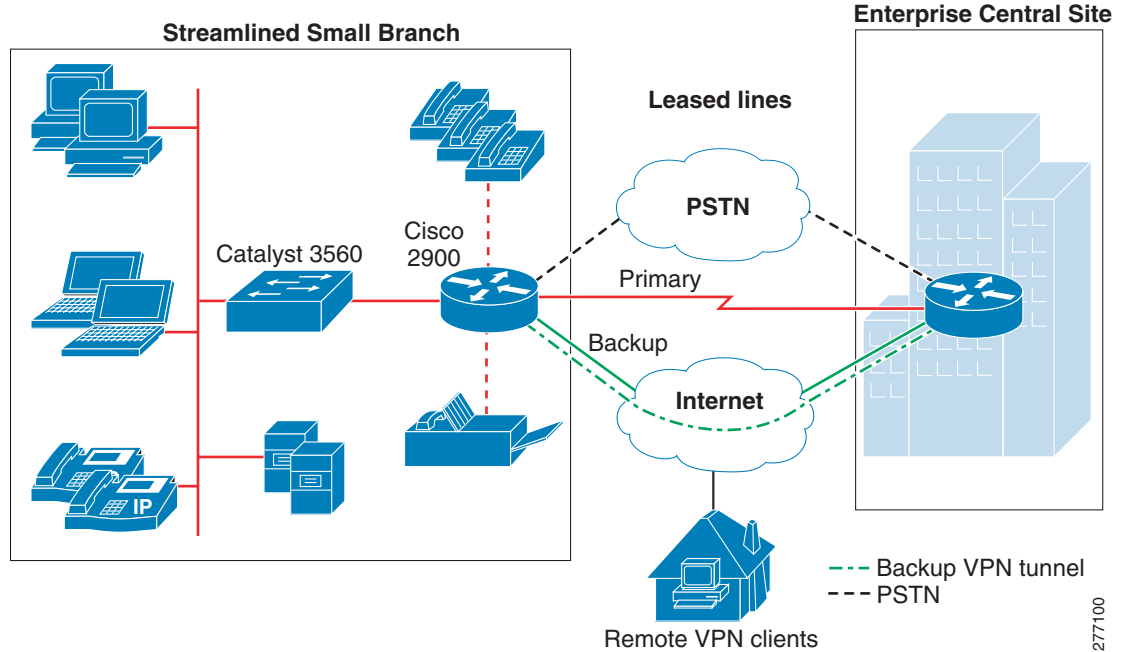 Enterprise Central Site
Streamlined Small Branch
Leased lines
PSTN
Cisco
2900
Catalyst 3560
Primary
Backup
Internet
IP
Backup VPN tunnel
PSTN
Remote VPN clients
277100